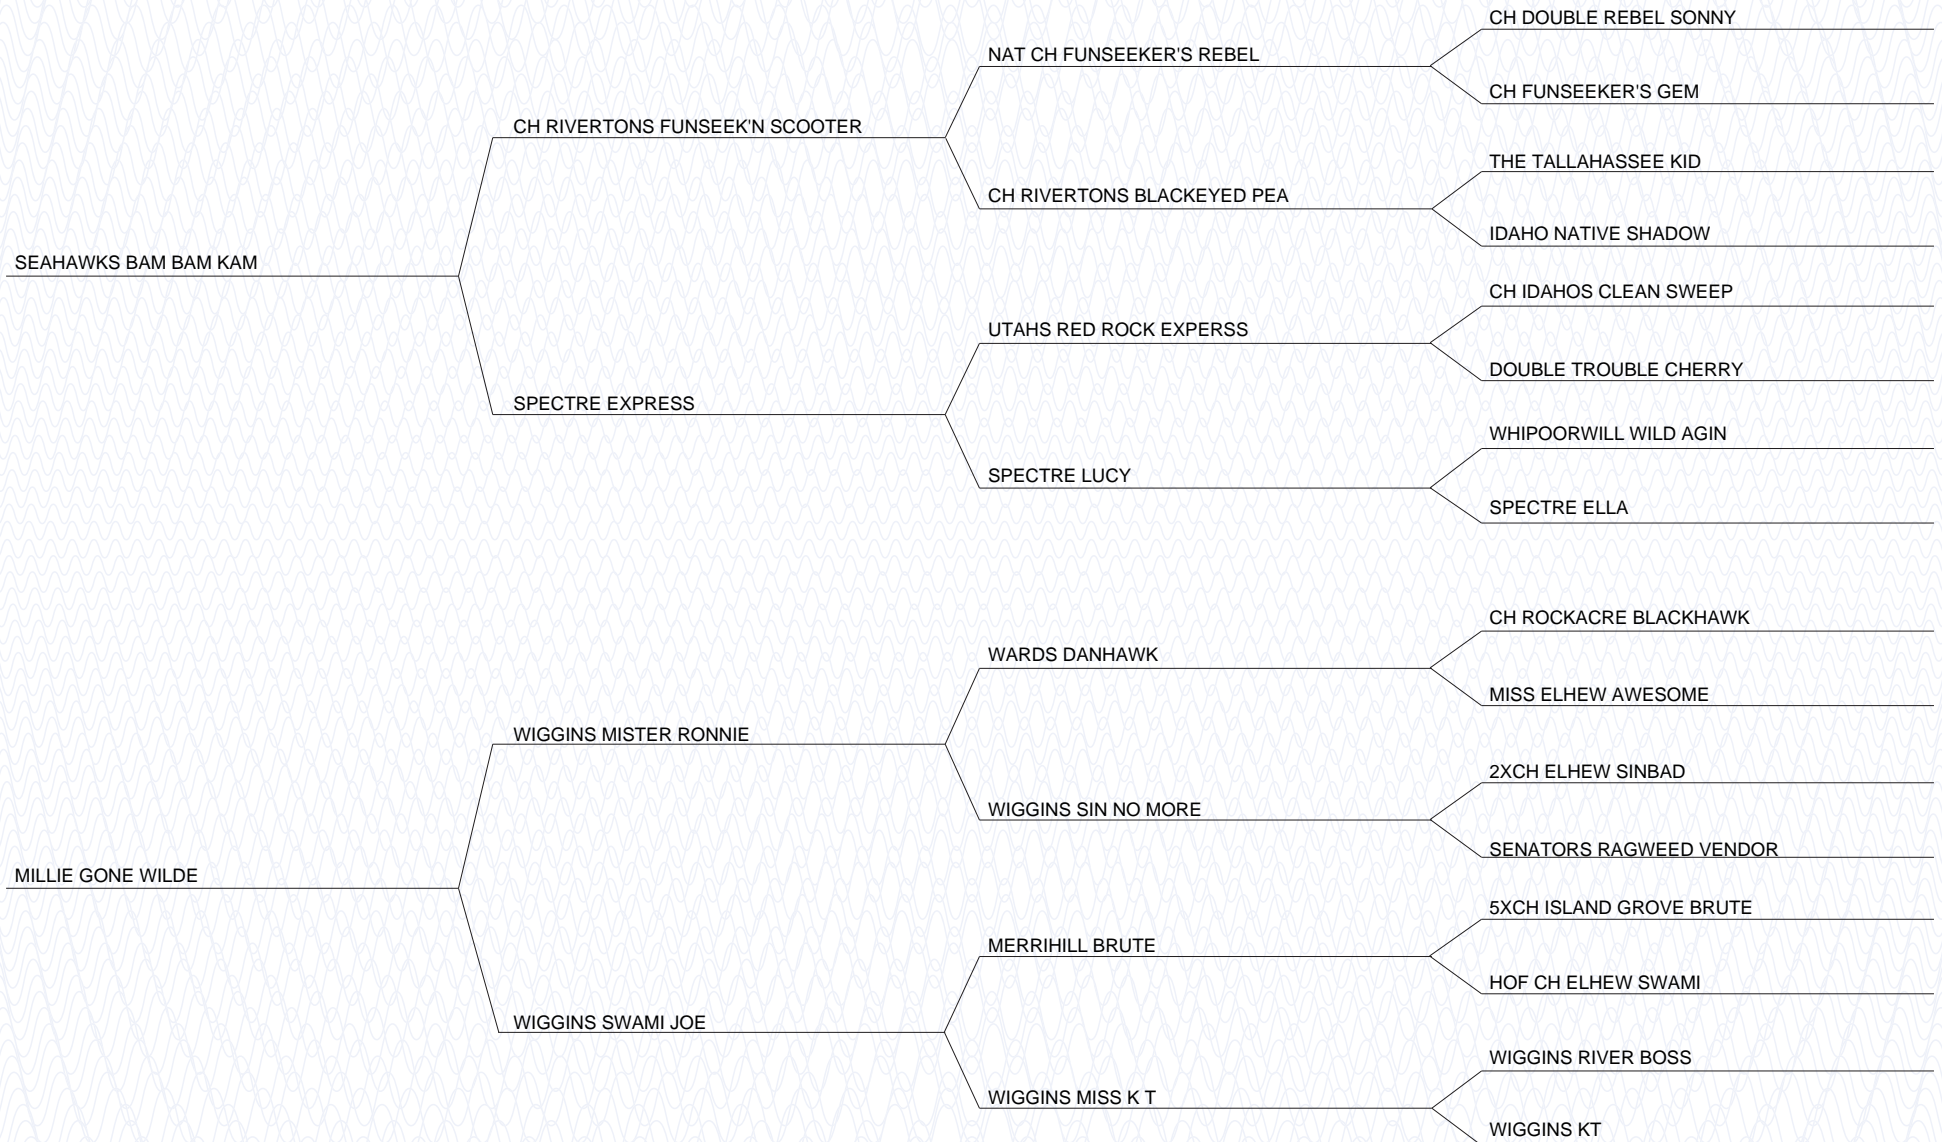 CH DOUBLE REBEL SONNY
NAT CH FUNSEEKER'S REBEL
CH FUNSEEKER'S GEM
CH RIVERTONS FUNSEEK'N SCOOTER
THE TALLAHASSEE KID
CH RIVERTONS BLACKEYED PEA
IDAHO NATIVE SHADOW
SEAHAWKS BAM BAM KAM
CH IDAHOS CLEAN SWEEP
UTAHS RED ROCK EXPERSS
DOUBLE TROUBLE CHERRY
SPECTRE EXPRESS
WHIPOORWILL WILD AGIN
SPECTRE LUCY
SPECTRE ELLA
CH ROCKACRE BLACKHAWK
WARDS DANHAWK
MISS ELHEW AWESOME
WIGGINS MISTER RONNIE
2XCH ELHEW SINBAD
WIGGINS SIN NO MORE
SENATORS RAGWEED VENDOR
MILLIE GONE WILDE
5XCH ISLAND GROVE BRUTE
MERRIHILL BRUTE
HOF CH ELHEW SWAMI
WIGGINS SWAMI JOE
WIGGINS RIVER BOSS
WIGGINS MISS K T
WIGGINS KT